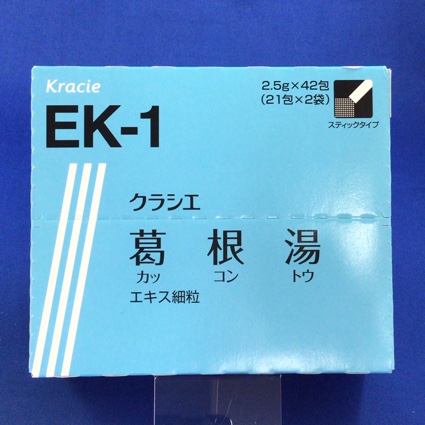 Kracie
2.5g×42包
(21包×2袋)
スティックタイプ
EK-1
クラシエ
葛根湯
カッ コン トウ
エキス細粒